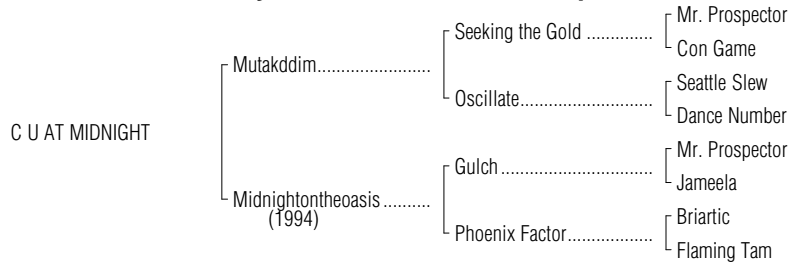 Mr. Prospector
Seeking the Gold ..............
Con Game
Mutakddim........................
Seattle Slew
Oscillate............................
Dance Number
C U AT MIDNIGHT
Mr. Prospector
Gulch ................................
Jameela
Midnightontheoasis ..........
(1994)
Briartic
Phoenix Factor..................
Flaming Tam